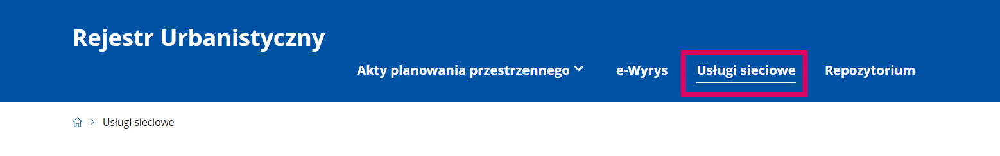 Rejestr Urbanistyczny
Akty planowania przestrzennego e-Wyrys Usługi sieciowe Repozytorium
Usługi sieciowe